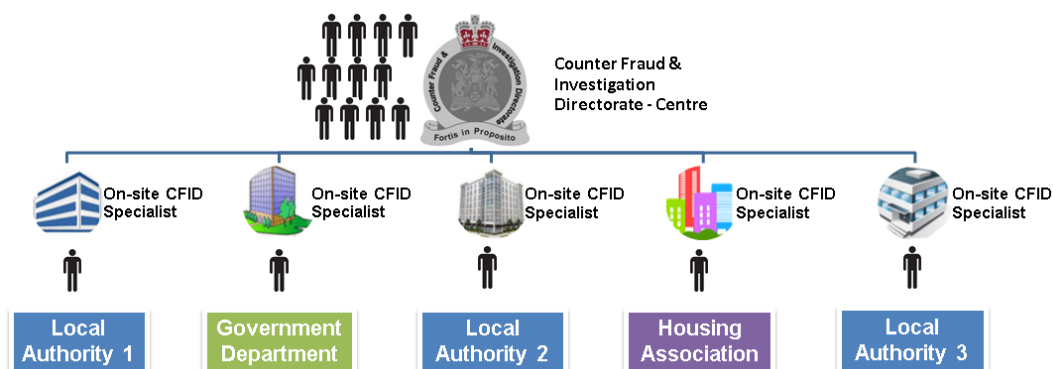 Counter Fraud &
Investigation Directorate
Fortis in Proposito
Counter Fraud &
Investigation
Directorate - Centre
On-site CFID
Specialist
On-site CFID
Specialist
On-site CFID
Specialist
On-site CFID
Specialist
On-site CFID
Specialist
Local
Authority 1
Government
Department
Local
Authority 2
Housing
Association
Local
Authority 3